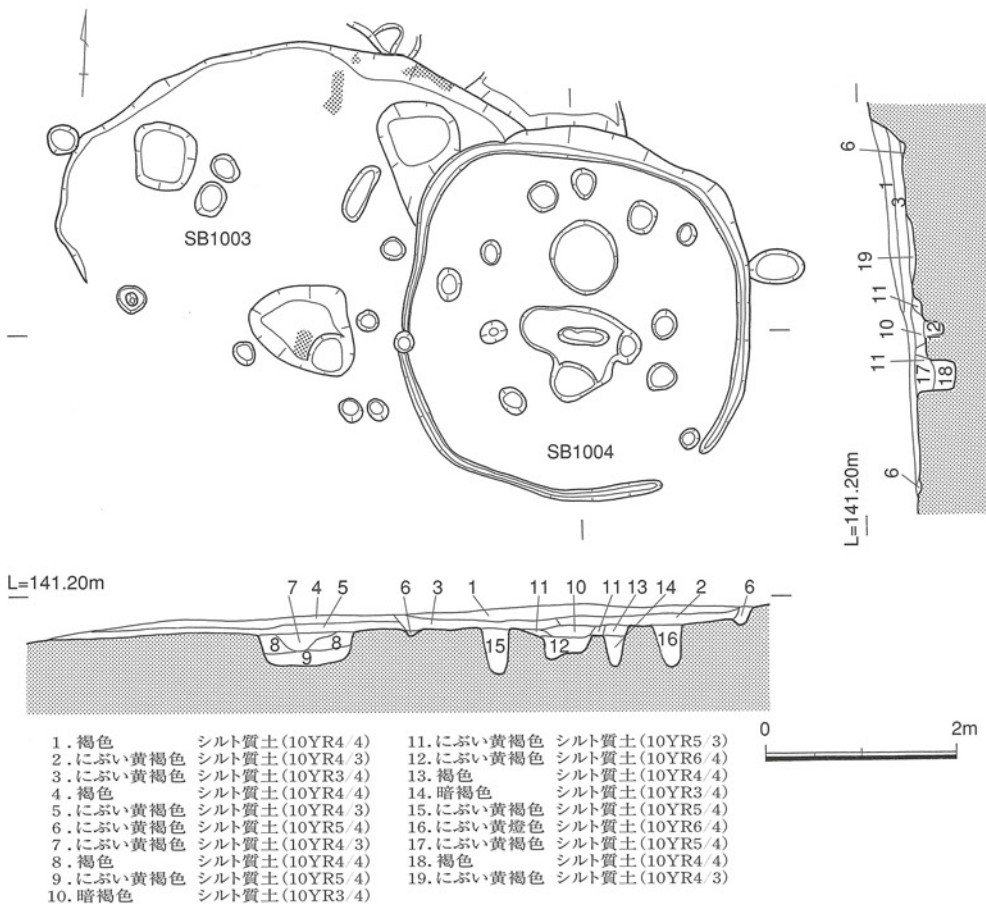 SB1003
SB1004
6
1
3
19
11
10
12
11
17 18
6
L=141.20m
L=141.20m
7 4 5 6 3 1 11 10 11 13 14 2 6
8 8 9 15 12 16
0 2m
1.褐色 シルト質土(10YR4/4)
2.にぶい黄褐色 シルト質土(10YR4/3)
3.にぶい黄褐色 シルト質土(10YR3/4)
4.褐色 シルト質土(10YR4/4)
5.にぶい黄褐色 シルト質土(10YR4/3)
6.にぶい黄褐色 シルト質土(10YR5/4)
7.にぶい黄褐色 シルト質土(10YR4/3)
8.褐色 シルト質土(10YR4/4)
9.にぶい黄褐色 シルト質土(10YR5/4)
10.暗褐色 シルト質土(10YR3/4)
11.にぶい黄褐色 シルト質土(10YR5/3)
12.にぶい黄褐色 シルト質土(10YR6/4)
13.褐色 シルト質土(10YR4/4)
14.暗褐色 シルト質土(10YR3/4)
15.にぶい黄褐色 シルト質土(10YR5/4)
16.にぶい黄燈色 シルト質土(10YR6/4)
17.にぶい黄褐色 シルト質土(10YR5/4)
18.褐色 シルト質土(10YR4/4)
19.にぶい黄褐色 シルト質土(10YR4/3)